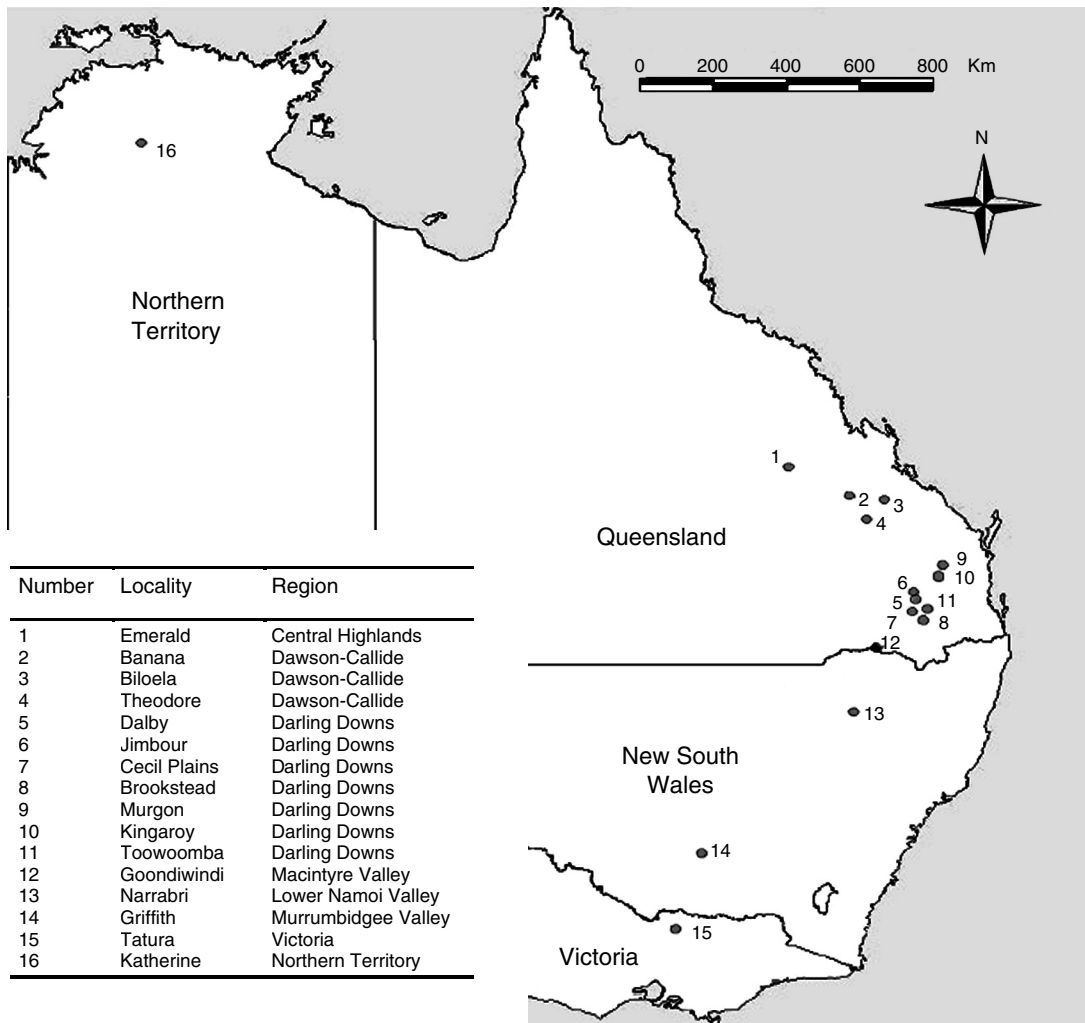 0 200 400 600 800 Km
N
16
Northern
Territory
1
2
3
4
Queensland
9
10
6
5
11
7
8
12
13
New South
Wales
14
15
Victoria
Number Locality Region
1 Emerald Central Highlands
2 Banana Dawson-Callide
3 Biloela Dawson-Callide
4 Theodore Dawson-Callide
5 Dalby Darling Downs
6 Jimbour Darling Downs
7 Cecil Plains Darling Downs
8 Brookstead Darling Downs
9 Murgon Darling Downs
10 Kingaroy Darling Downs
11 Toowoomba Darling Downs
12 Goondiwindi Macintyre Valley
13 Narrabri Lower Namoi Valley
14 Griffith Murrumbidgee Valley
15 Tatura Victoria
16 Katherine Northern Territory